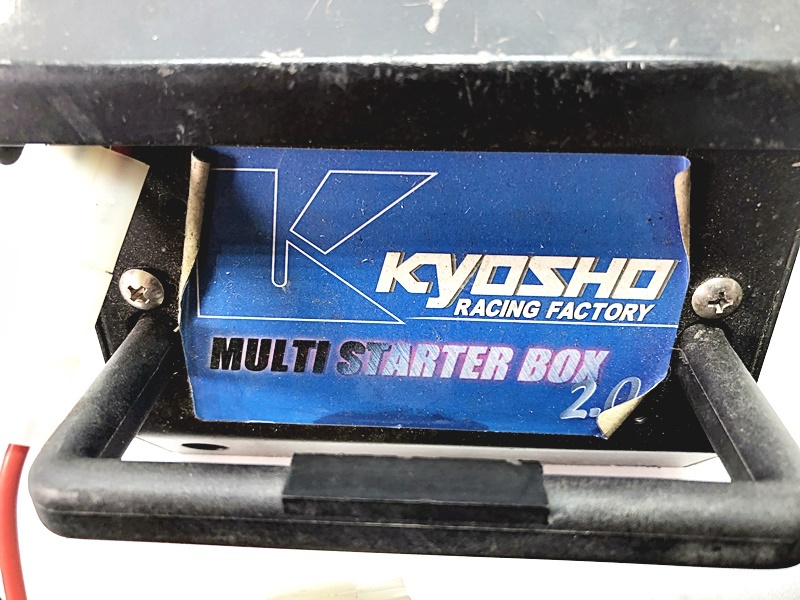 K
KYOSHO
RACING FACTORY
MULTI STARTER BOX
2.0